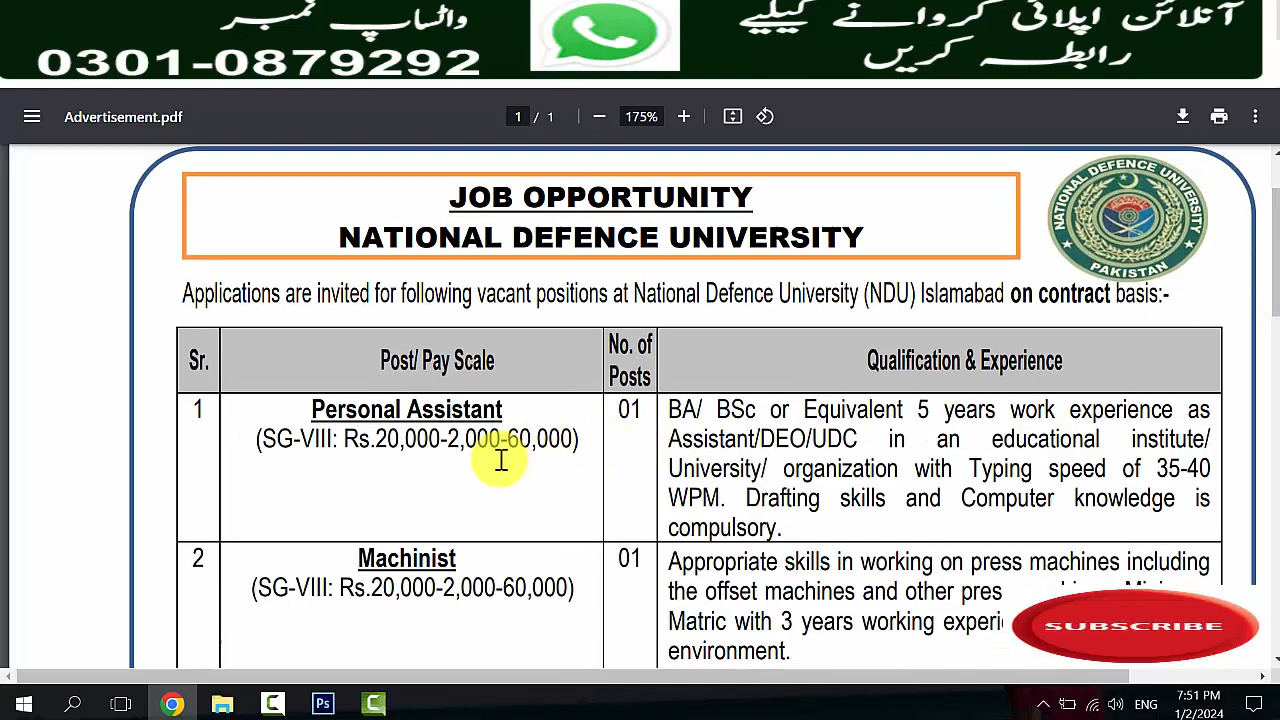 واٹساپ نمبر
0301-0879292
آنلائن اپلائی کروانے کیلیے
رابطہ کریں
Advertisement.pdf
1 / 1
175%
JOB OPPORTUNITY
NATIONAL DEFENCE UNIVERSITY
NATIONAL DEFENCE UNIVERSITY
PAKISTAN
Applications are invited for following vacant positions at National Defence University (NDU) Islamabad on contract basis:-
Sr.
Post/ Pay Scale
No. of
Posts
Qualification & Experience
1
Personal Assistant
(SG-VIII: Rs.20,000-2,000-60,000)
01
BA/ BSc or Equivalent 5 years work experience as
Assistant/DEO/UDC in an educational institute/
University/ organization with Typing speed of 35-40
WPM. Drafting skills and Computer knowledge is
compulsory.
2
Machinist
(SG-VIII: Rs.20,000-2,000-60,000)
01
Appropriate skills in working on press machines including
the offset machines and other press
Matric with 3 years working
environment.
SUBSCRIBE
Ps
ENG
7:51 PM
1/2/2024